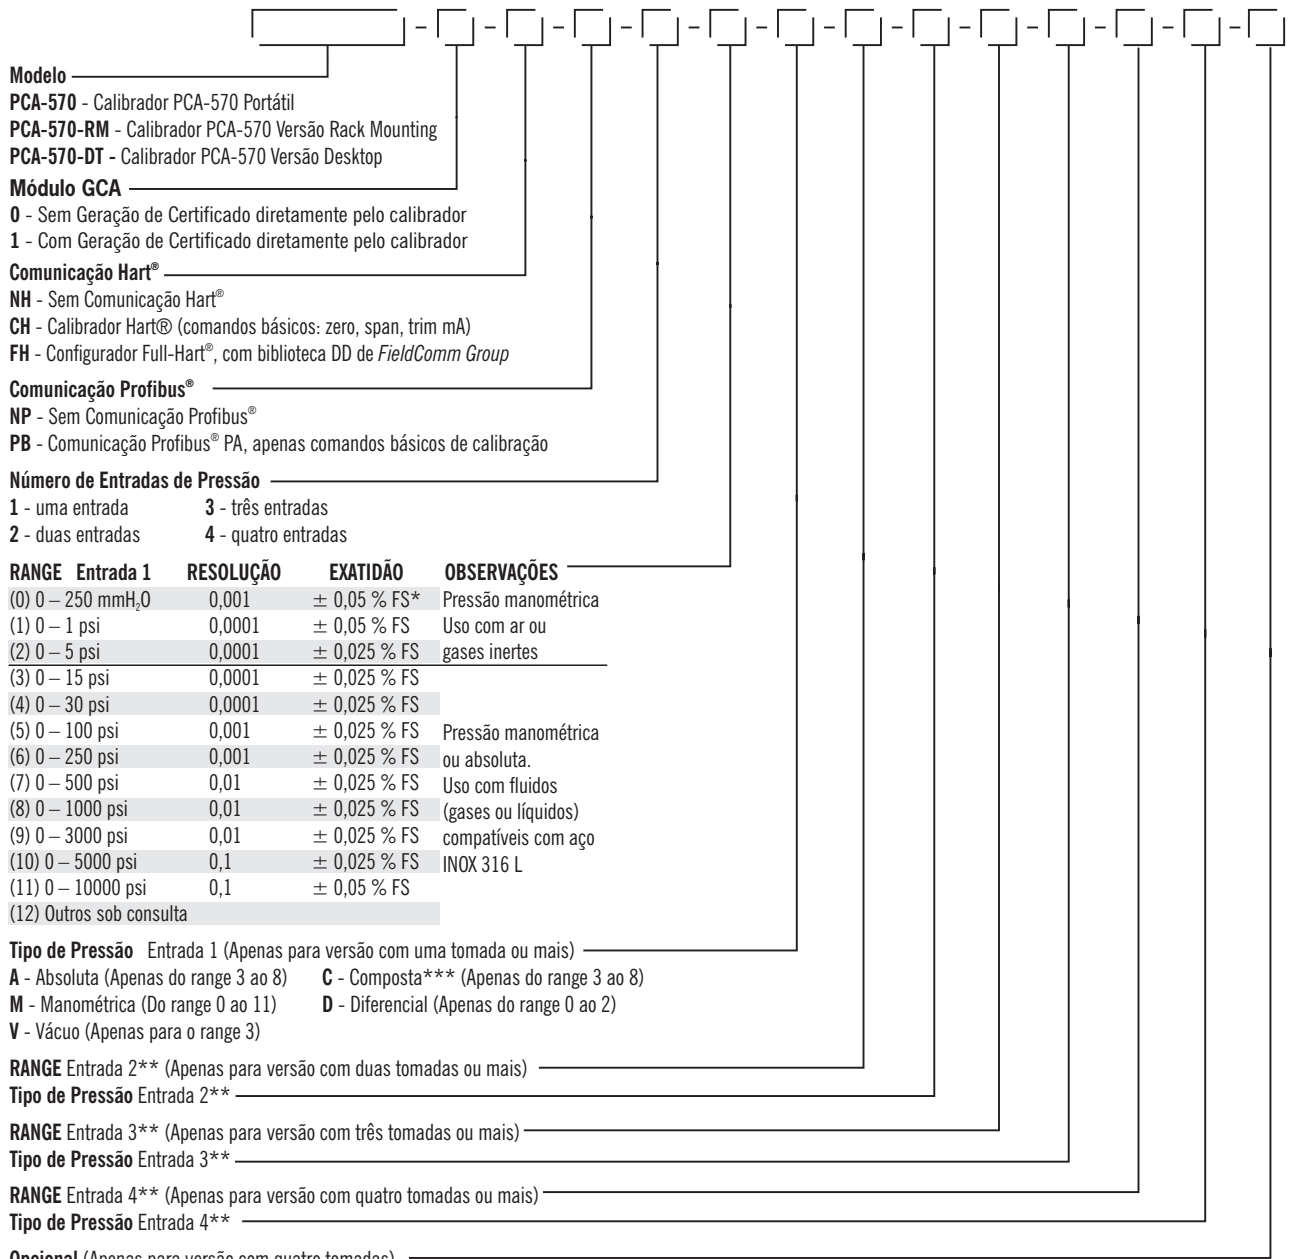 Modelo
PCA-570 - Calibrador PCA-570 Portátil
PCA-570-RM - Calibrador PCA-570 Versão Rack Mounting
PCA-570-DT - Calibrador PCA-570 Versão Desktop
Módulo GCA
0 - Sem Geração de Certificado diretamente pelo calibrador
1 - Com Geração de Certificado diretamente pelo calibrador
Comunicação Hart®
NH - Sem Comunicação Hart®
CH - Calibrador Hart® (comandos básicos: zero, span, trim mA)
FH - Configurador Full-Hart®, com biblioteca DD de FieldComm Group
Comunicação Profibus®
NP - Sem Comunicação Profibus®
PB - Comunicação Profibus® PA, apenas comandos básicos de calibração
Número de Entradas de Pressão
1 - uma entrada 3 - três entradas
2 - duas entradas 4 - quatro entradas
RANGE Entrada 1 RESOLUÇÃO EXATIDÃO OBSERVAÇÕES
(0) 0 – 250 mmH₂O 0,001 ± 0,05 % FS* Pressão manométrica
(1) 0 – 1 psi 0,0001 ± 0,05 % FS Uso com ar ou
(2) 0 – 5 psi 0,0001 ± 0,025 % FS gases inertes
(3) 0 – 15 psi 0,0001 ± 0,025 % FS
(4) 0 – 30 psi 0,0001 ± 0,025 % FS
(5) 0 – 100 psi 0,001 ± 0,025 % FS Pressão manométrica
(6) 0 – 250 psi 0,001 ± 0,025 % FS ou absoluta.
(7) 0 – 500 psi 0,01 ± 0,025 % FS Uso com fluidos
(8) 0 – 1000 psi 0,01 ± 0,025 % FS (gases ou líquidos)
(9) 0 – 3000 psi 0,01 ± 0,025 % FS compatíveis com aço
(10) 0 – 5000 psi 0,1 ± 0,025 % FS INOX 316 L
(11) 0 – 10000 psi 0,1 ± 0,05 % FS
(12) Outros sob consulta
Tipo de Pressão Entrada 1 (Apenas para versão com uma tomada ou mais)
A - Absoluta (Apenas do range 3 ao 8) C - Composta*** (Apenas do range 3 ao 8)
M - Manométrica (Do range 0 ao 11) D - Diferencial (Apenas do range 0 ao 2)
V - Vácuo (Apenas para o range 3)
RANGE Entrada 2** (Apenas para versão com duas tomadas ou mais)
Tipo de Pressão Entrada 2**
RANGE Entrada 3** (Apenas para versão com três tomadas ou mais)
Tipo de Pressão Entrada 3**
RANGE Entrada 4** (Apenas para versão com quatro tomadas ou mais)
Tipo de Pressão Entrada 4**
Opcional (Apenas para versão com quatro tomadas)